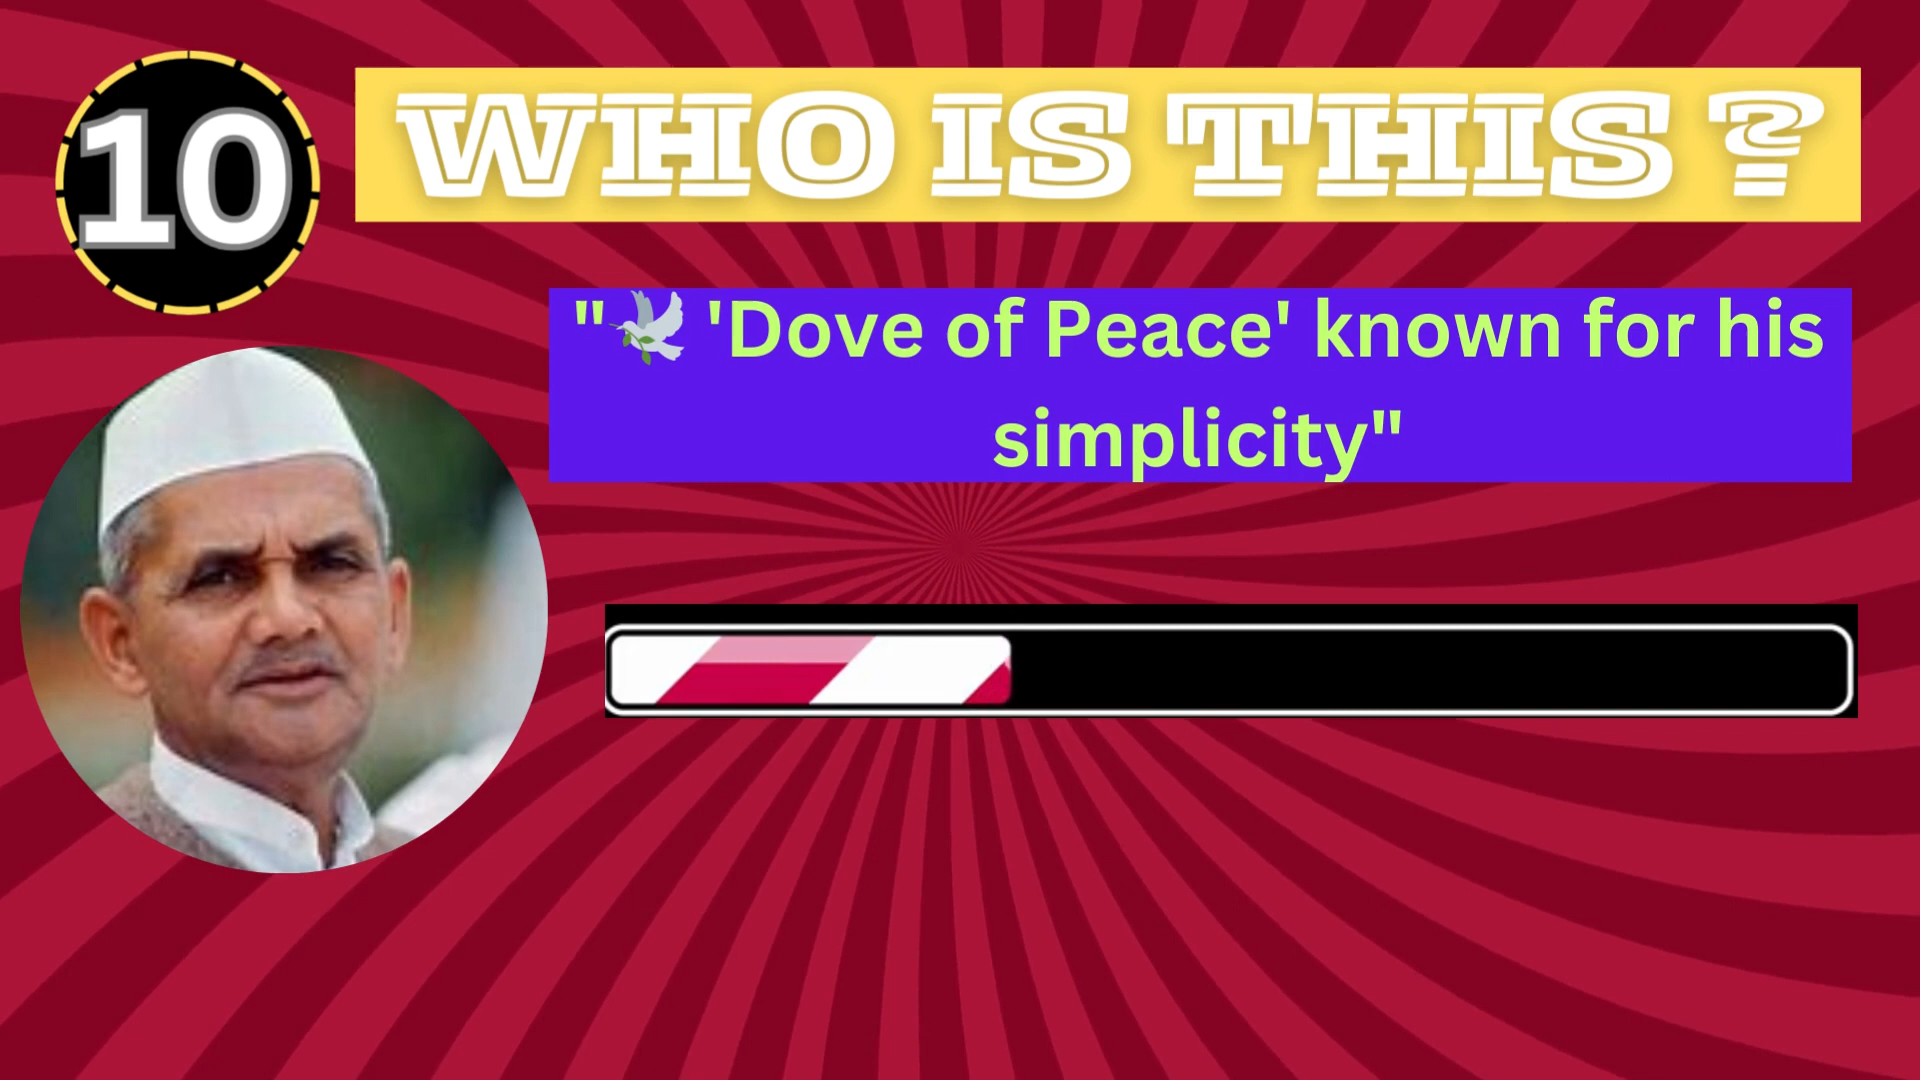 10
WHO IS THIS ?
"🕊️ 'Dove of Peace' known for his
simplicity"